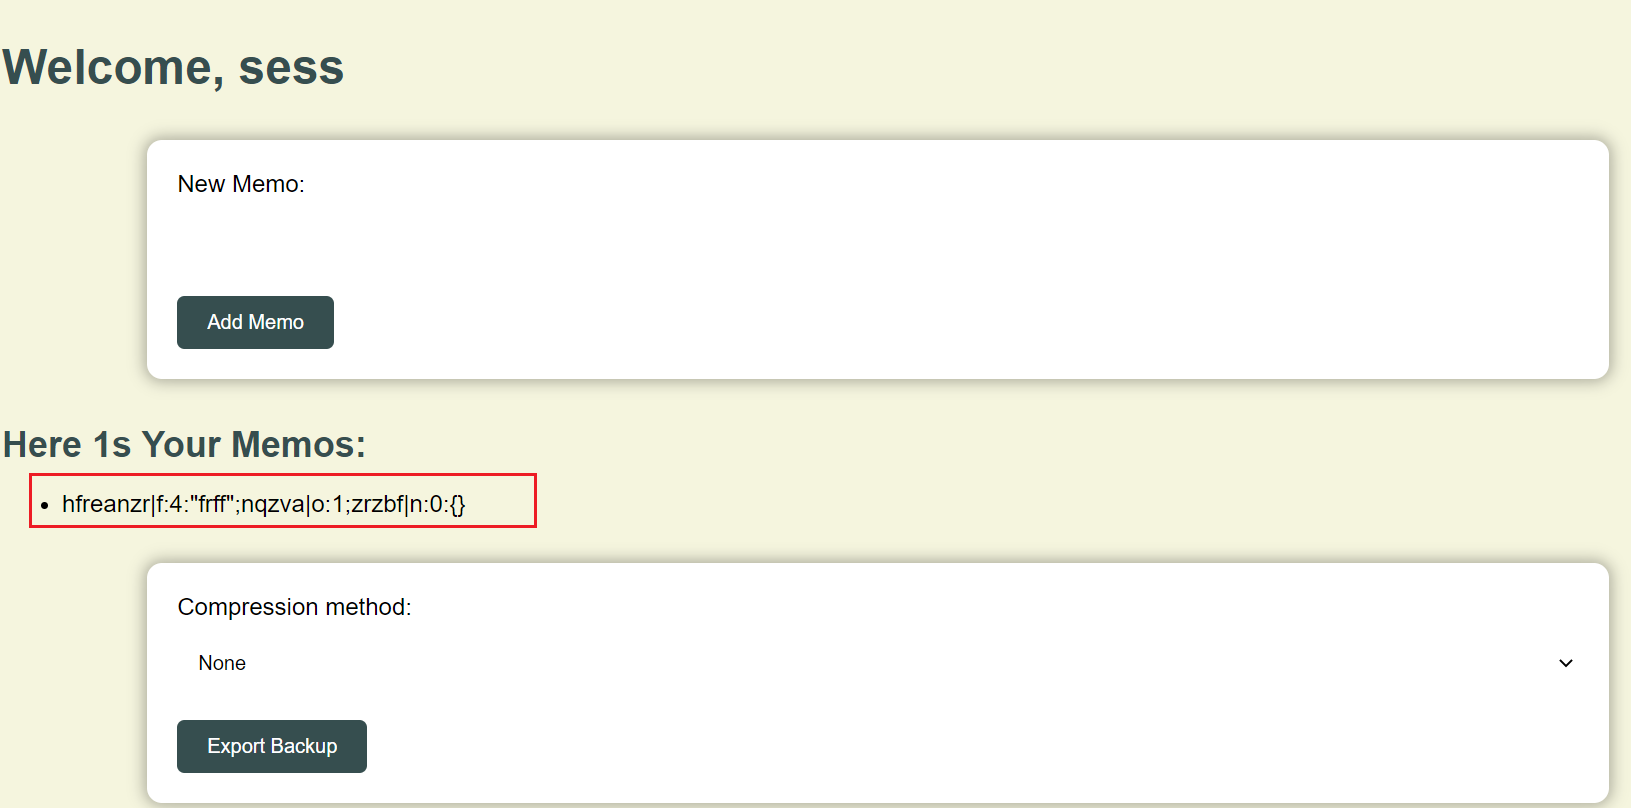 Welcome, sess
New Memo:
Add Memo
Here 1s Your Memos:
• hfreanzr|f:4:"frff";nqzva|o:1;zrzbf|n:0:{}
Compression method:
None
Export Backup